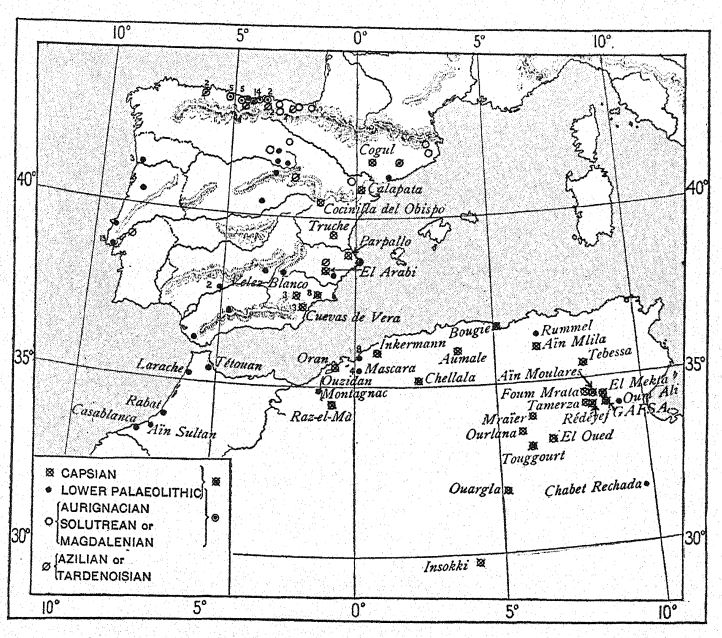 10° 5° 0° 5° 10°
2 5 5 14 2
Cogul
3
40° 40°
Calapata
Cocinilla del Obispo
Truche
Parpallo
El Arabi
Velez Blanco
2
3 8
3
Cuevas de Vera
Bougie
Rummel
Inkermann
Aïn Mlila
35° 35°
Larache
Tétouan
Oran
Mascara
Aumale
Tebessa
Ouzidan
Chellala
Aïn Moulares
Montagnac
Foum Mrata
El Mekta
Rabat
Raz-el-Mà
Tamerza
Oum Ali
Casablanca
Aïn Sultan
Mraïer
Rédeyef
GAFSA
Ourlana
El Oued
Touggourt
Ouargla
Chabet Rechada
30° 30°
Insokki
CAPSIAN
LOWER PALAEOLITHIC
AURIGNACIAN
SOLUTREAN or
MAGDALENIAN
AZILIAN or
TARDENOISIAN
10° 5° 0° 5° 10°